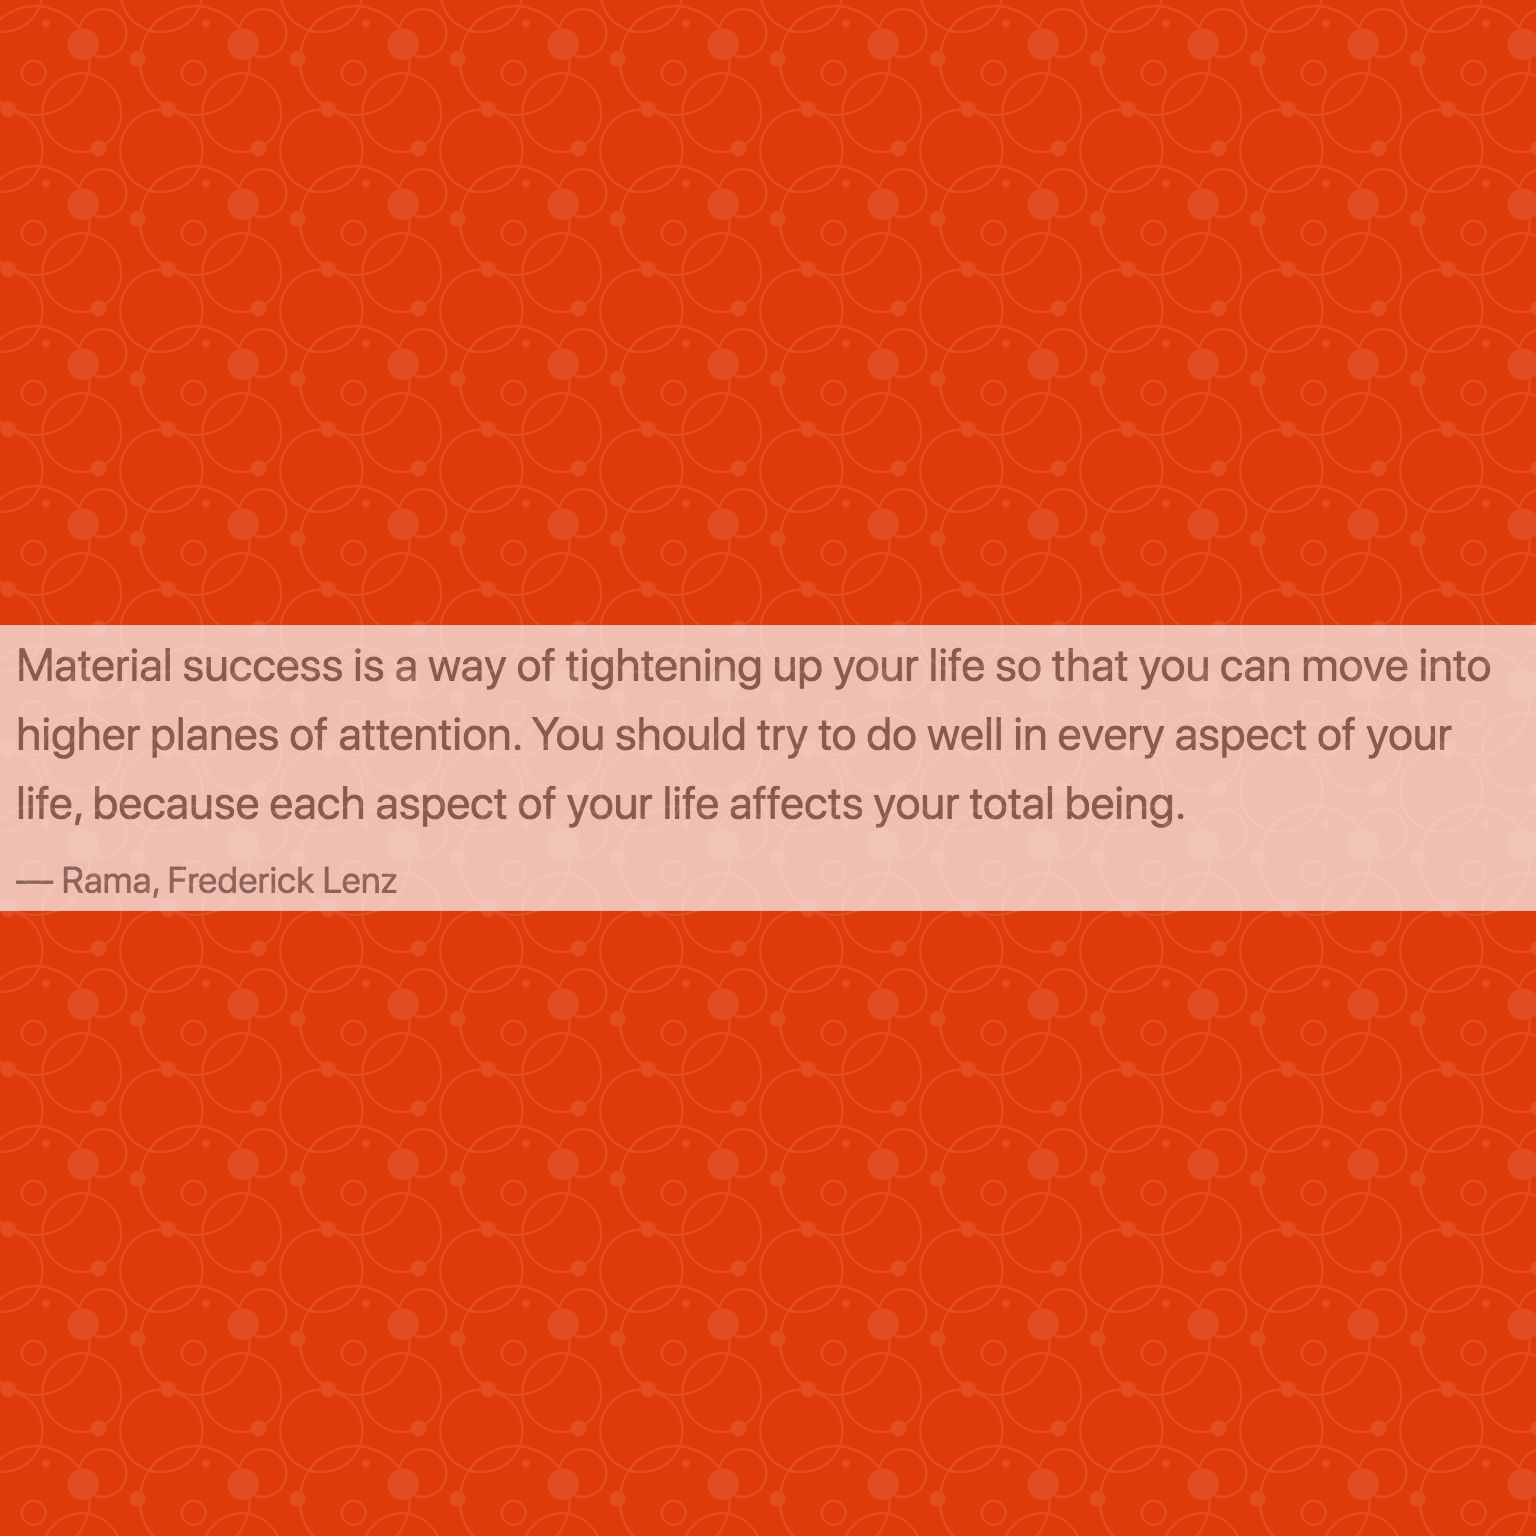 Material success is a way of tightening up your life so that you can move into
higher planes of attention. You should try to do well in every aspect of your
life, because each aspect of your life affects your total being.
— Rama, Frederick Lenz